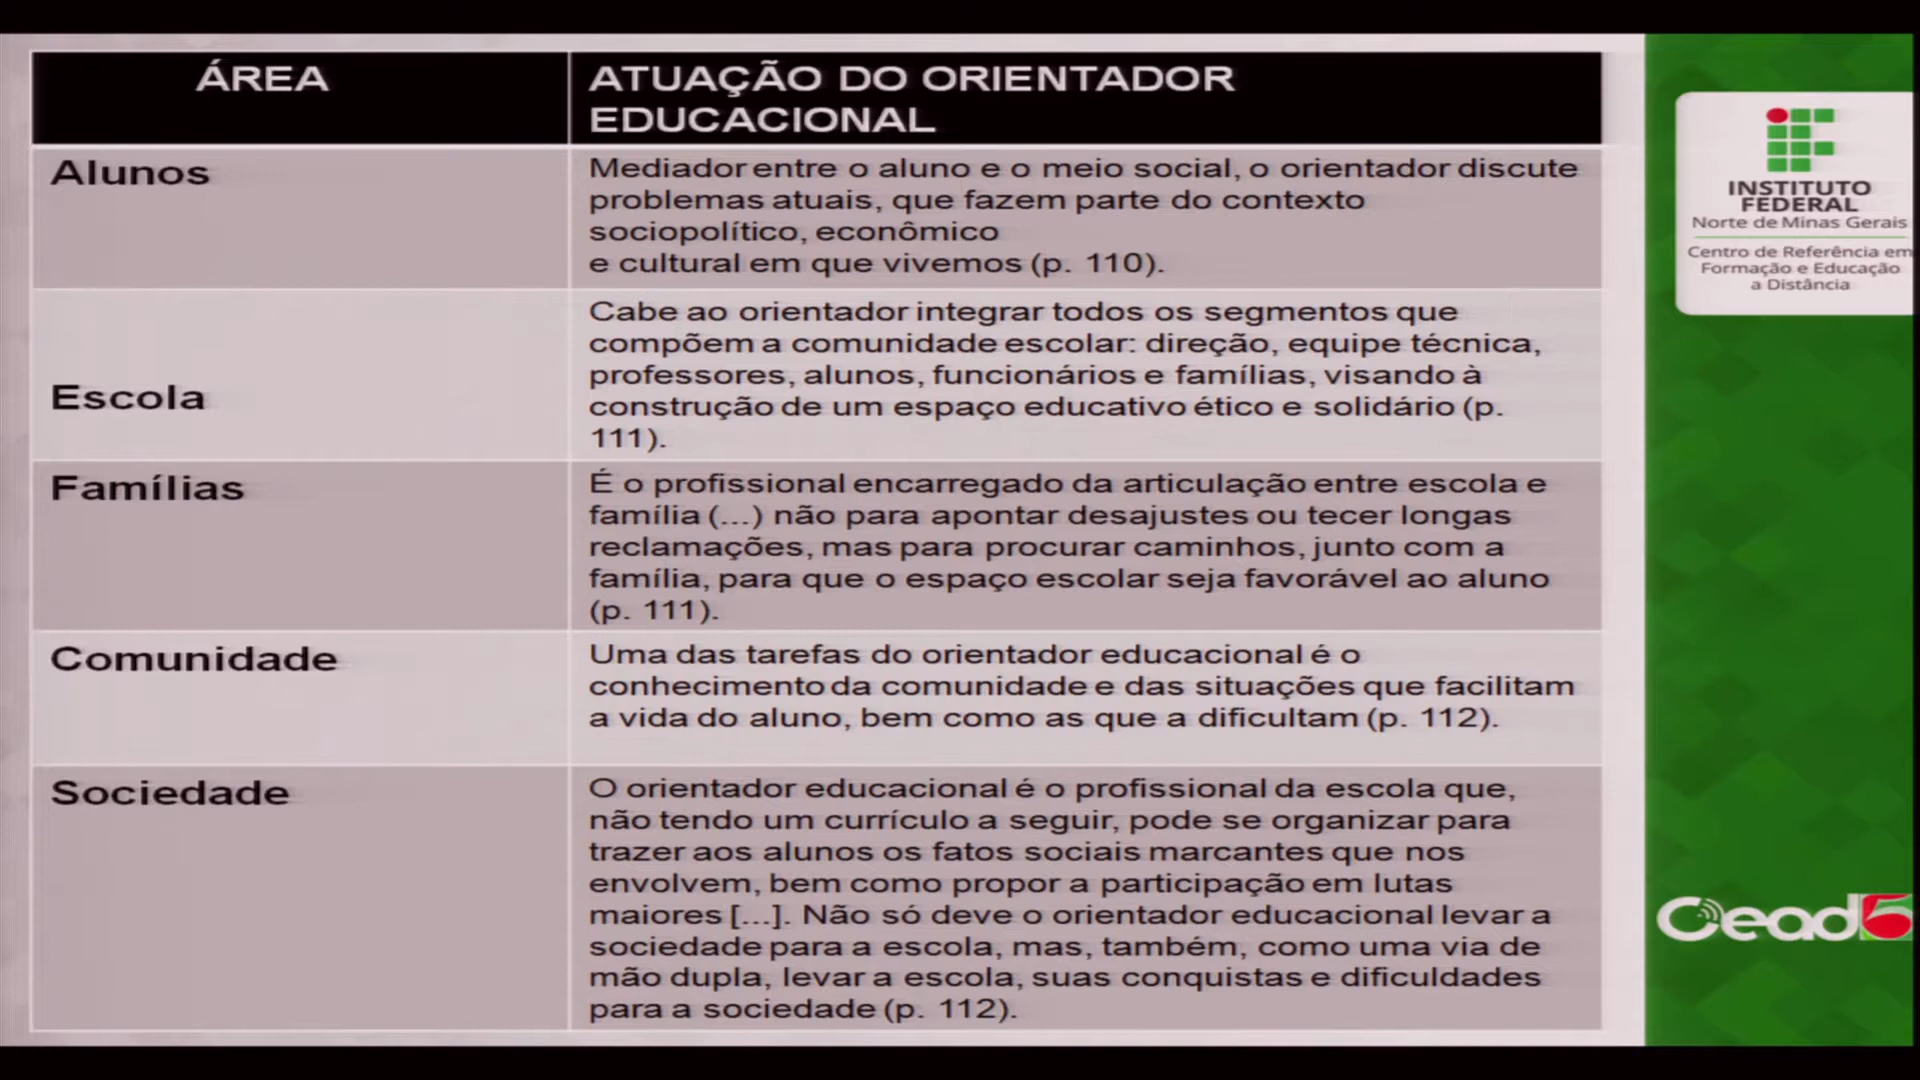 ÁREA
ATUAÇÃO DO ORIENTADOR
EDUCACIONAL
Alunos
Mediador entre o aluno e o meio social, o orientador discute
problemas atuais, que fazem parte do contexto
sociopolítico, econômico
e cultural em que vivemos (p. 110).
Escola
Cabe ao orientador integrar todos os segmentos que
compõem a comunidade escolar: direção, equipe técnica,
professores, alunos, funcionários e famílias, visando à
construção de um espaço educativo ético e solidário (p.
111).
Famílias
É o profissional encarregado da articulação entre escola e
família (...) não para apontar desajustes ou tecer longas
reclamações, mas para procurar caminhos, junto com a
família, para que o espaço escolar seja favorável ao aluno
(p. 111).
Comunidade
Uma das tarefas do orientador educacional é o
conhecimento da comunidade e das situações que facilitam
a vida do aluno, bem como as que a dificultam (p. 112).
Sociedade
O orientador educacional é o profissional da escola que,
não tendo um currículo a seguir, pode se organizar para
trazer aos alunos os fatos sociais marcantes que nos
envolvem, bem como propor a participação em lutas
maiores [...]. Não só deve o orientador educacional levar a
sociedade para a escola, mas, também, como uma via de
mão dupla, levar a escola, suas conquistas e dificuldades
para a sociedade (p. 112).
INSTITUTO
FEDERAL
Norte de Minas Gerais
Centro de Referência em
Formação e Educação
a Distância
Cead5